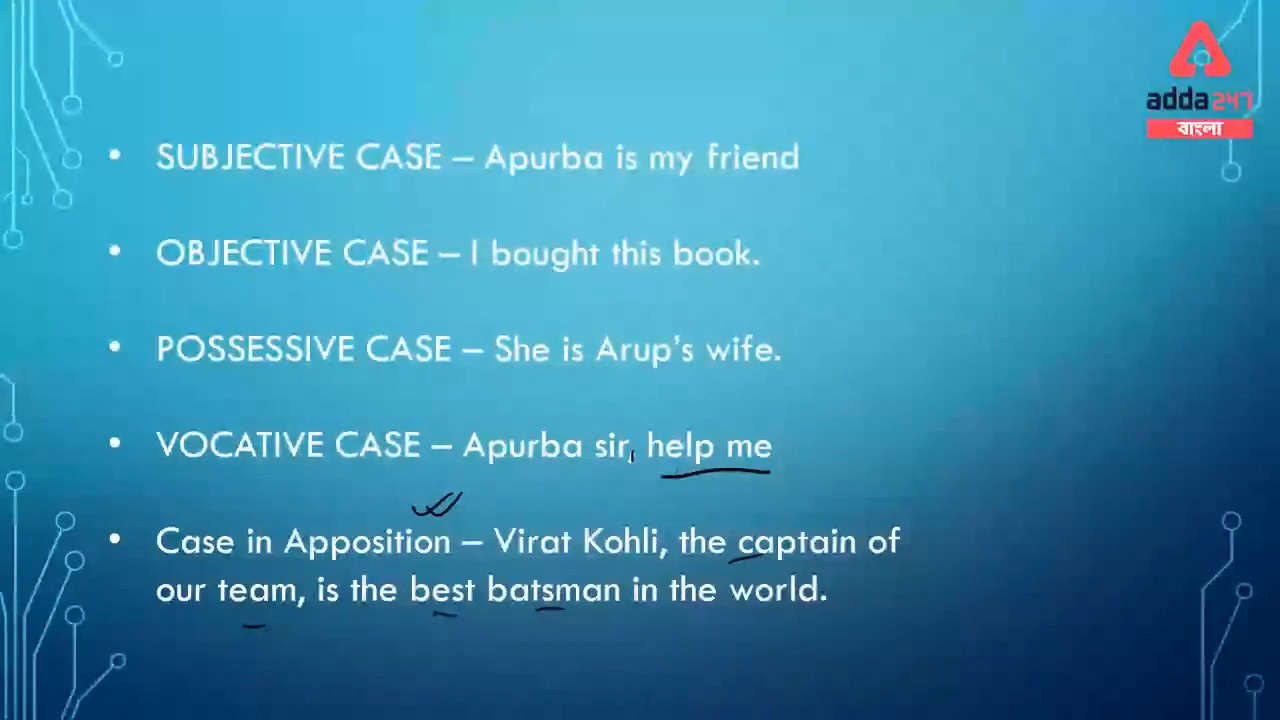 adda247
বাংলা
SUBJECTIVE CASE – Apurba is my friend
OBJECTIVE CASE – I bought this book.
POSSESSIVE CASE – She is Arup's wife.
VOCATIVE CASE – Apurba sir, help me
Case in Apposition – Virat Kohli, the captain of
our team, is the best batsman in the world.